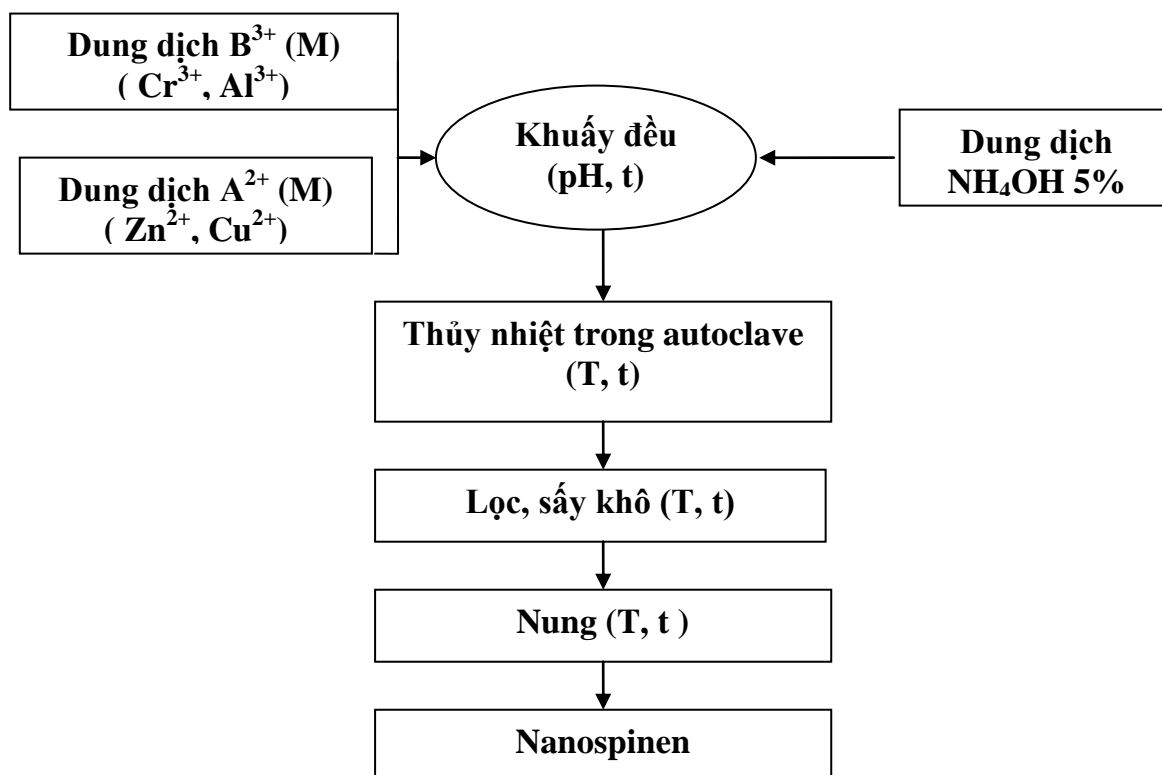 Dung dịch B³⁺ (M)
( Cr³⁺, Al³⁺)
Dung dịch A²⁺ (M)
( Zn²⁺, Cu²⁺)
Khuấy đều
(pH, t)
Dung dịch
NH₄OH 5%
Thủy nhiệt trong autoclave
(T, t)
Lọc, sấy khô (T, t)
Nung (T, t )
Nanospinen